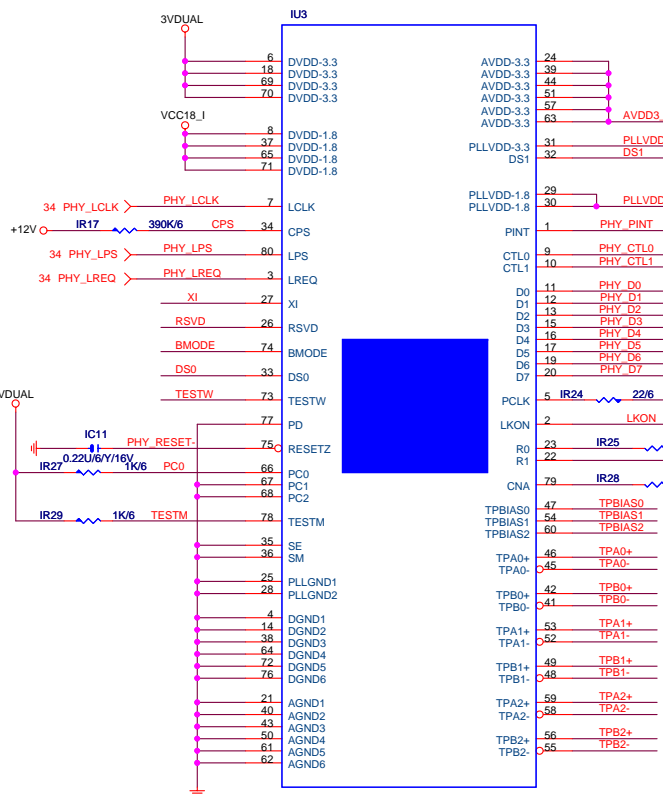 IU3
3VDUAL
6 DVDD-3.3
18 DVDD-3.3
69 DVDD-3.3
70 DVDD-3.3
VCC18_I
8 DVDD-1.8
37 DVDD-1.8
65 DVDD-1.8
71 DVDD-1.8
34 PHY_LCLK PHY_LCLK 7 LCLK
+12V IR17 390K/6 CPS 34 CPS
34 PHY_LPS PHY_LPS 80 LPS
34 PHY_LREQ PHY_LREQ 3 LREQ
XI 27 XI
RSVD 26 RSVD
BMODE 74 BMODE
DS0 33 DS0
TESTW 73 TESTW
VDUAL
77 PD
IC11 PHY_RESET- 75 RESETZ
0.22U/6/Y/16V
IR27 1K/6 PC0 66 PC0
67 PC1
68 PC2
IR29 1K/6 TESTM 78 TESTM
35 SE
36 SM
25 PLLGND1
28 PLLGND2
4 DGND1
14 DGND2
38 DGND3
64 DGND4
72 DGND5
76 DGND6
21 AGND1
40 AGND2
43 AGND3
50 AGND4
61 AGND5
62 AGND6
AVDD-3.3 24
AVDD-3.3 39
AVDD-3.3 44
AVDD-3.3 51
AVDD-3.3 57
AVDD-3.3 63 AVDD3_
PLLVDD-3.3 31 PLLVDD
DS1 32 DS1
PLLVDD-1.8 29
PLLVDD-1.8 30 PLLVDD
PINT 1 PHY_PINT
CTL0 9 PHY_CTL0
CTL1 10 PHY_CTL1
D0 11 PHY_D0
D1 12 PHY_D1
D2 13 PHY_D2
D3 15 PHY_D3
D4 16 PHY_D4
D5 17 PHY_D5
D6 19 PHY_D6
D7 20 PHY_D7
PCLK 5 IR24 22/6
LKON 2 LKON
R0 23 IR25
R1 22
CNA 79 IR28
TPBIAS0 47 TPBIAS0
TPBIAS1 54 TPBIAS1
TPBIAS2 60 TPBIAS2
TPA0+ 46 TPA0+
TPA0- 45 TPA0-
TPB0+ 42 TPB0+
TPB0- 41 TPB0-
TPA1+ 53 TPA1+
TPA1- 52 TPA1-
TPB1+ 49 TPB1+
TPB1- 48 TPB1-
TPA2+ 59 TPA2+
TPA2- 58 TPA2-
TPB2+ 56 TPB2+
TPB2- 55 TPB2-